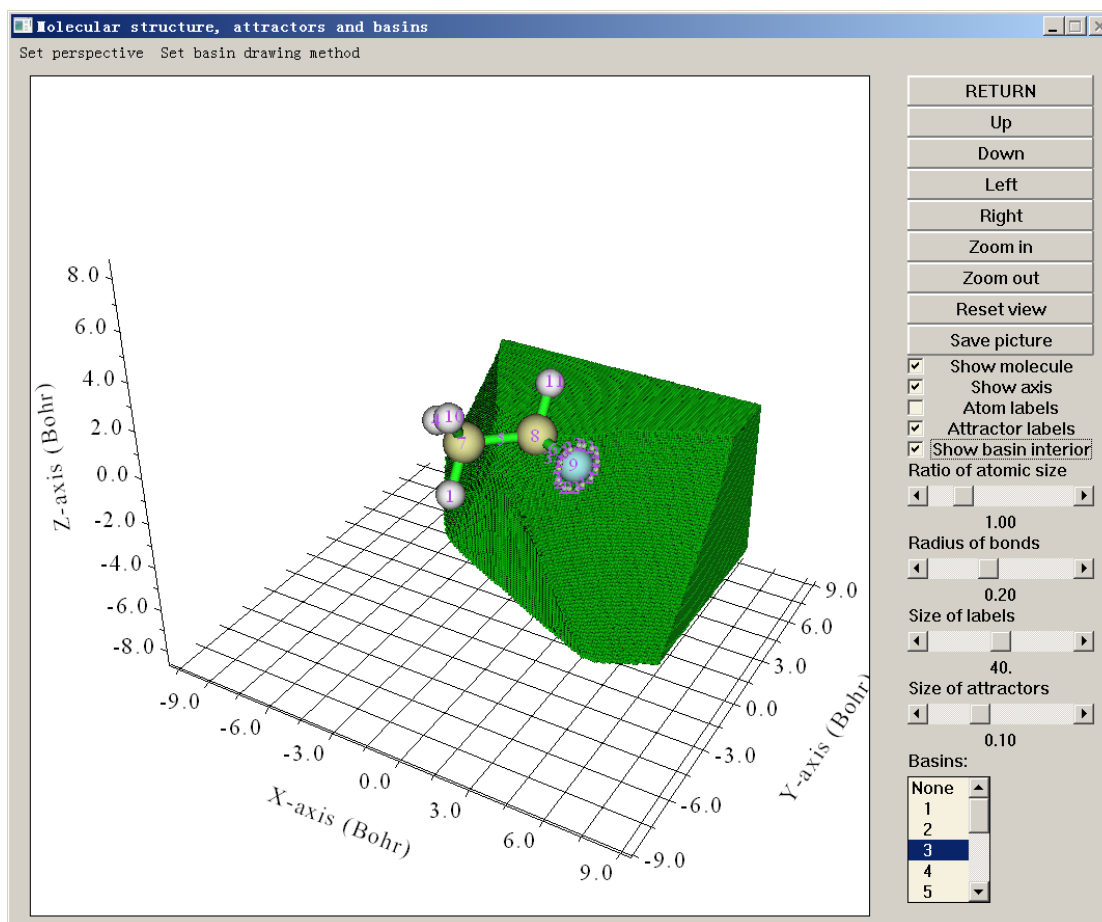 Molecular structure, attractors and basins
Set perspective Set basin drawing method
RETURN
Up
Down
Left
Right
Zoom in
Zoom out
Reset view
Save picture
Show molecule
Show axis
Atom labels
Attractor labels
Show basin interior
Ratio of atomic size
1.00
Radius of bonds
0.20
Size of labels
40.
Size of attractors
0.10
Basins:
None
1
2
3
4
5
8.0
6.0
4.0
2.0
0.0
-2.0
-4.0
-6.0
-8.0
Z-axis (Bohr)
-9.0
-6.0
-3.0
0.0
3.0
6.0
9.0
X-axis (Bohr)
9.0
6.0
3.0
0.0
-3.0
-6.0
-9.0
Y-axis (Bohr)
11
10
7
8
9
1